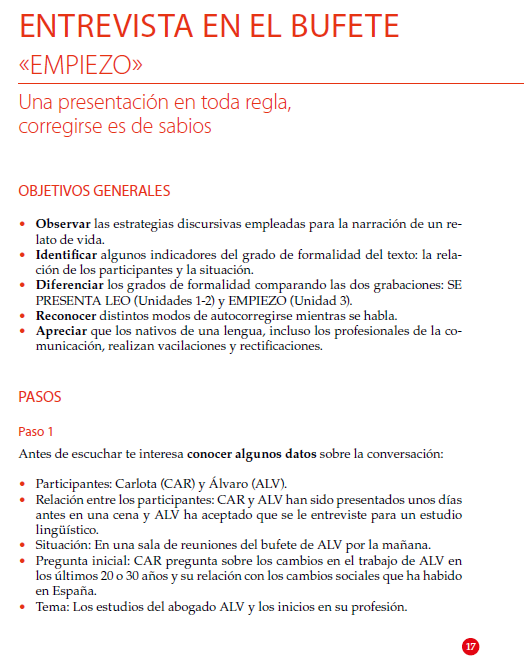 ENTREVISTA EN EL BUFETE
«EMPIEZO»
Una presentación en toda regla,
corregirse es de sabios
OBJETIVOS GENERALES
• Observar las estrategias discursivas empleadas para la narración de un re-
lato de vida.
• Identificar algunos indicadores del grado de formalidad del texto: la rela-
ción de los participantes y la situación.
• Diferenciar los grados de formalidad comparando las dos grabaciones: SE
PRESENTA LEO (Unidades 1-2) y EMPIEZO (Unidad 3).
• Reconocer distintos modos de autocorregirse mientras se habla.
• Apreciar que los nativos de una lengua, incluso los profesionales de la co-
municación, realizan vacilaciones y rectificaciones.
PASOS
Paso 1
Antes de escuchar te interesa conocer algunos datos sobre la conversación:
• Participantes: Carlota (CAR) y Álvaro (ALV).
• Relación entre los participantes: CAR y ALV han sido presentados unos días
antes en una cena y ALV ha aceptado que se le entreviste para un estudio
lingüístico.
• Situación: En una sala de reuniones del bufete de ALV por la mañana.
• Pregunta inicial: CAR pregunta sobre los cambios en el trabajo de ALV en
los últimos 20 o 30 años y su relación con los cambios sociales que ha habido
en España.
• Tema: Los estudios del abogado ALV y los inicios en su profesión.
17